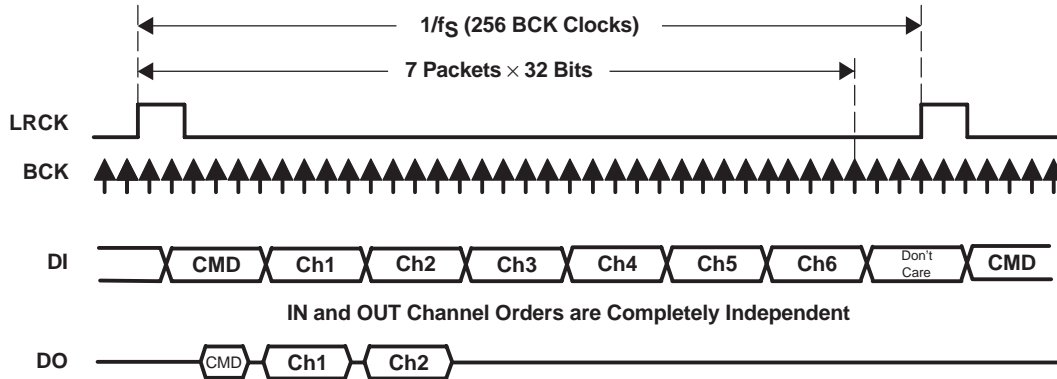 1/fS (256 BCK Clocks)
7 Packets × 32 Bits
LRCK
BCK
DI CMD Ch1 Ch2 Ch3 Ch4 Ch5 Ch6 Don't Care CMD
IN and OUT Channel Orders are Completely Independent
DO CMD Ch1 Ch2